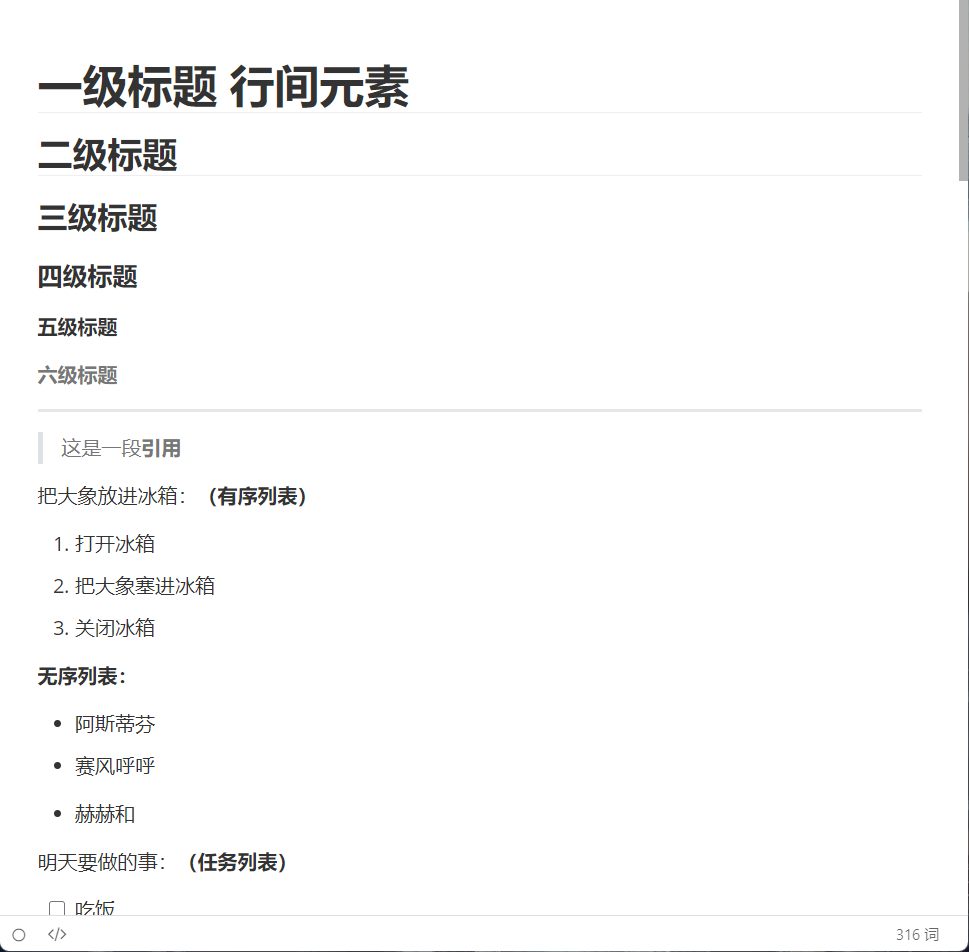 一级标题 行间元素
二级标题
三级标题
四级标题
五级标题
六级标题
这是一段引用
把大象放进冰箱：（有序列表）
1. 打开冰箱
2. 把大象塞进冰箱
3. 关闭冰箱
无序列表：
• 阿斯蒂芬
• 赛风呼呼
• 赫赫和
明天要做的事：（任务列表）
吃饭
</> 316 词